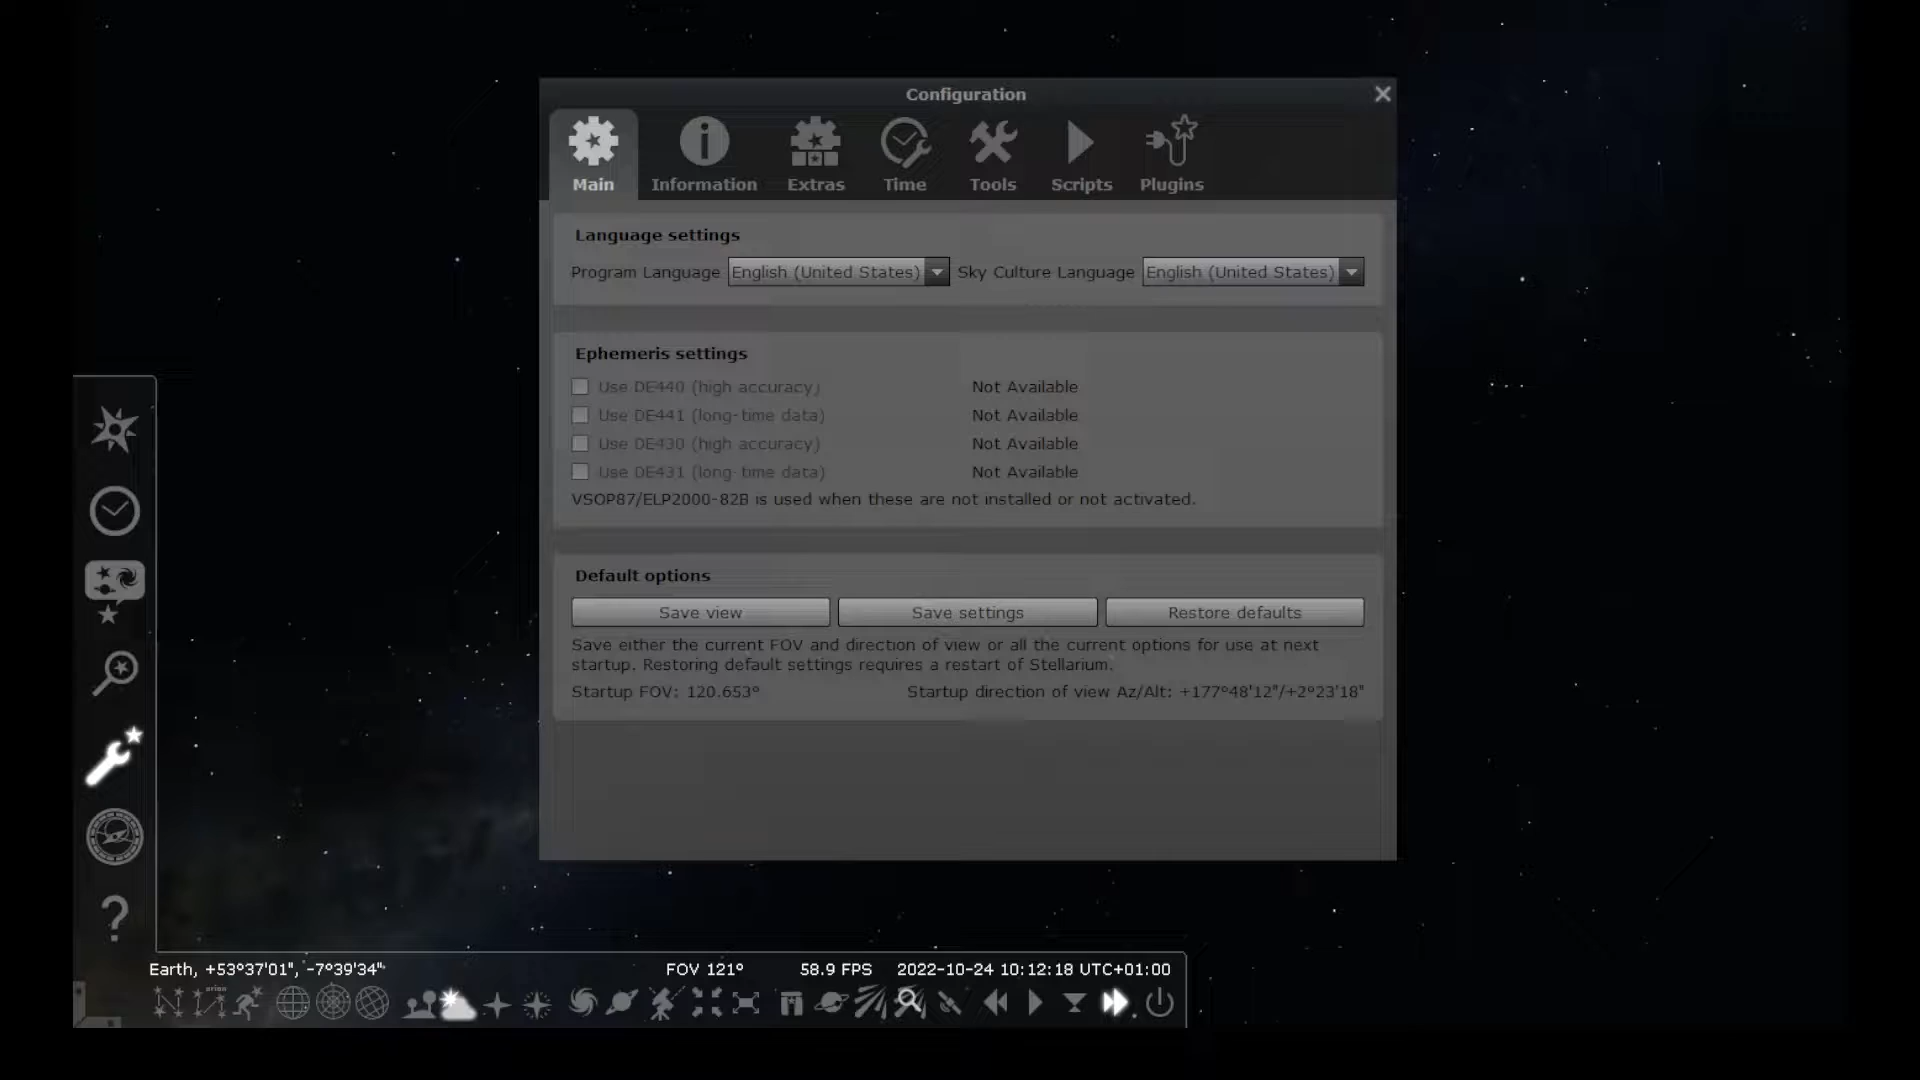 Configuration
Main Information Extras Time Tools Scripts Plugins
Language settings
Program Language English (United States) Sky Culture Language English (United States)
Ephemeris settings
Use DE440 (high accuracy) Not Available
Use DE441 (long-time data) Not Available
Use DE430 (high accuracy) Not Available
Use DE431 (long-time data) Not Available
VSOP87/ELP2000-82B is used when these are not installed or not activated.
Default options
Save view Save settings Restore defaults
Save either the current FOV and direction of view or all the current options for use at next
startup. Restoring default settings requires a restart of Stellarium.
Startup FOV: 120.653° Startup direction of view Az/Alt: +177°48'12"/+2°23'18"
Earth, +53°37'01", -7°39'34" FOV 121° 58.9 FPS 2022-10-24 10:12:18 UTC+01:00